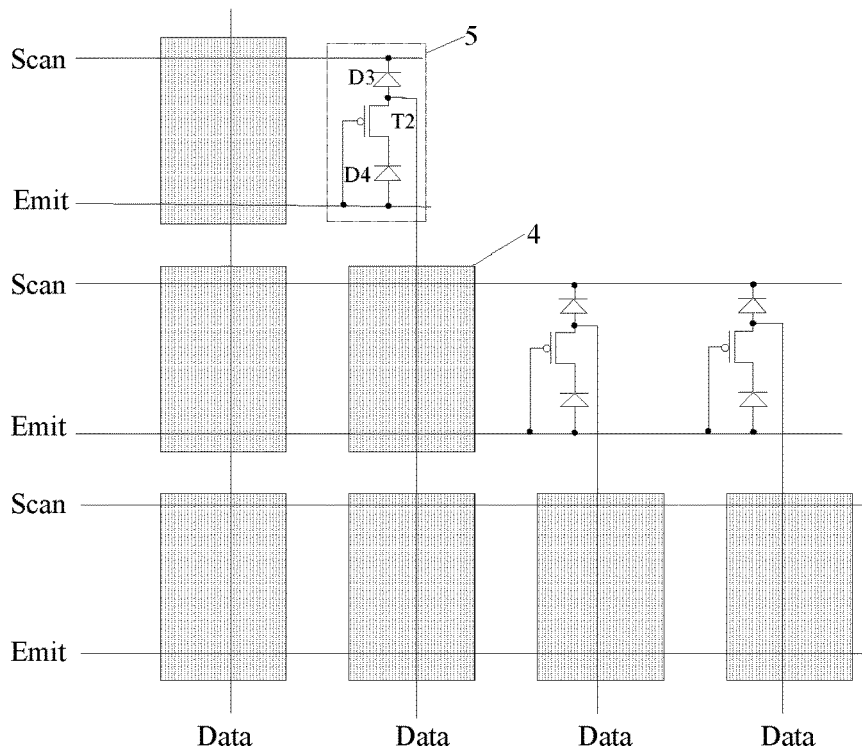 Scan
5
D3
T2
D4
Emit
4
Scan
Emit
Scan
Emit
Data Data Data Data